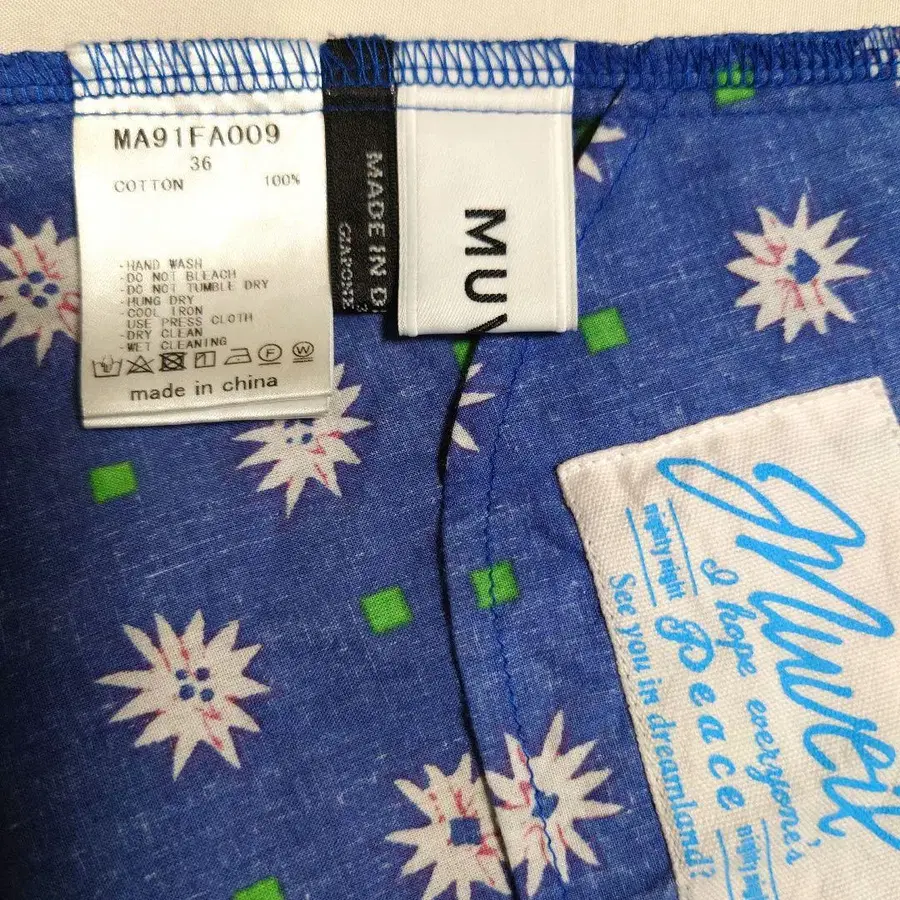 MA91FA009
36
COTTON 100%
-HAND WASH
-DO NOT BLEACH
-DO NOT TUMBLE DRY
-HUNG DRY
-COOL IRON
USE PRESS CLOTH
-DRY CLEAN
-WET CLEANING
F W
made in china
MADE IN
MUV
Muveil
I hope everyone's
Peace
nighty night
nighty night
See you in dreamland!